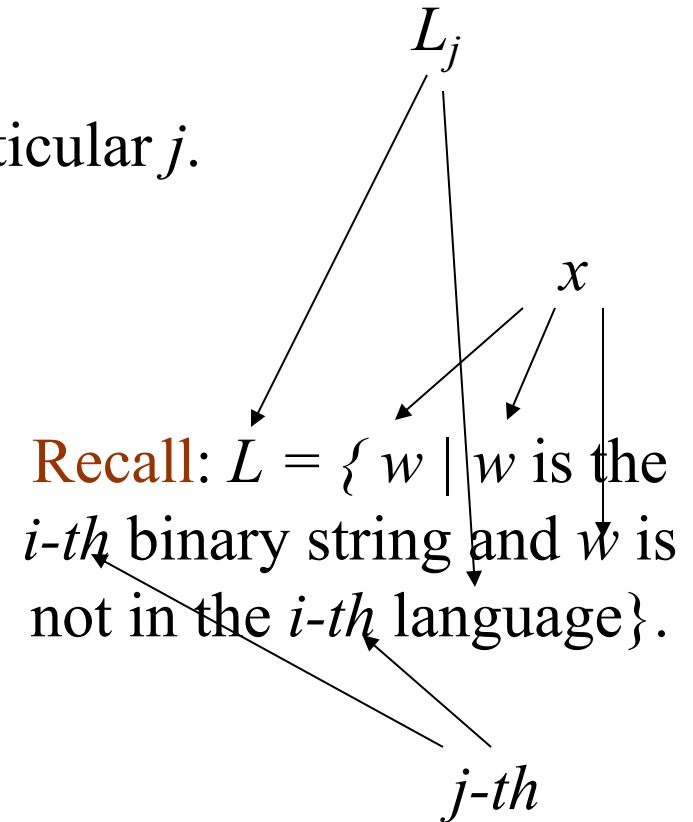 L_j
ticular j.
x
Recall: L = { w | w is the
i-th binary string and w is
not in the i-th language}.
j-th